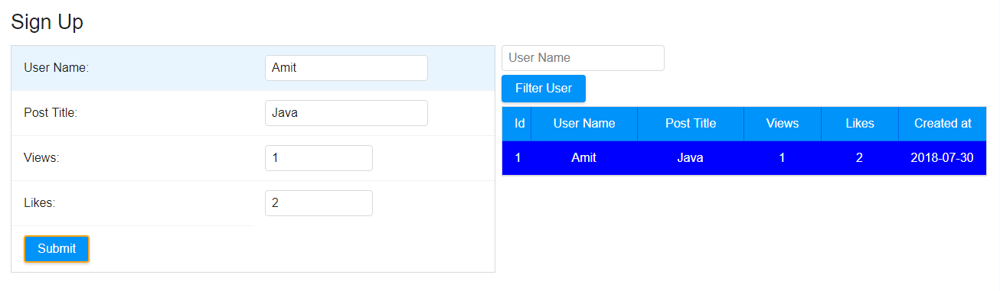 Sign Up
User Name: Amit
Post Title: Java
Views: 1
Likes: 2
Submit
User Name
Filter User
Id User Name Post Title Views Likes Created at
1 Amit Java 1 2 2018-07-30